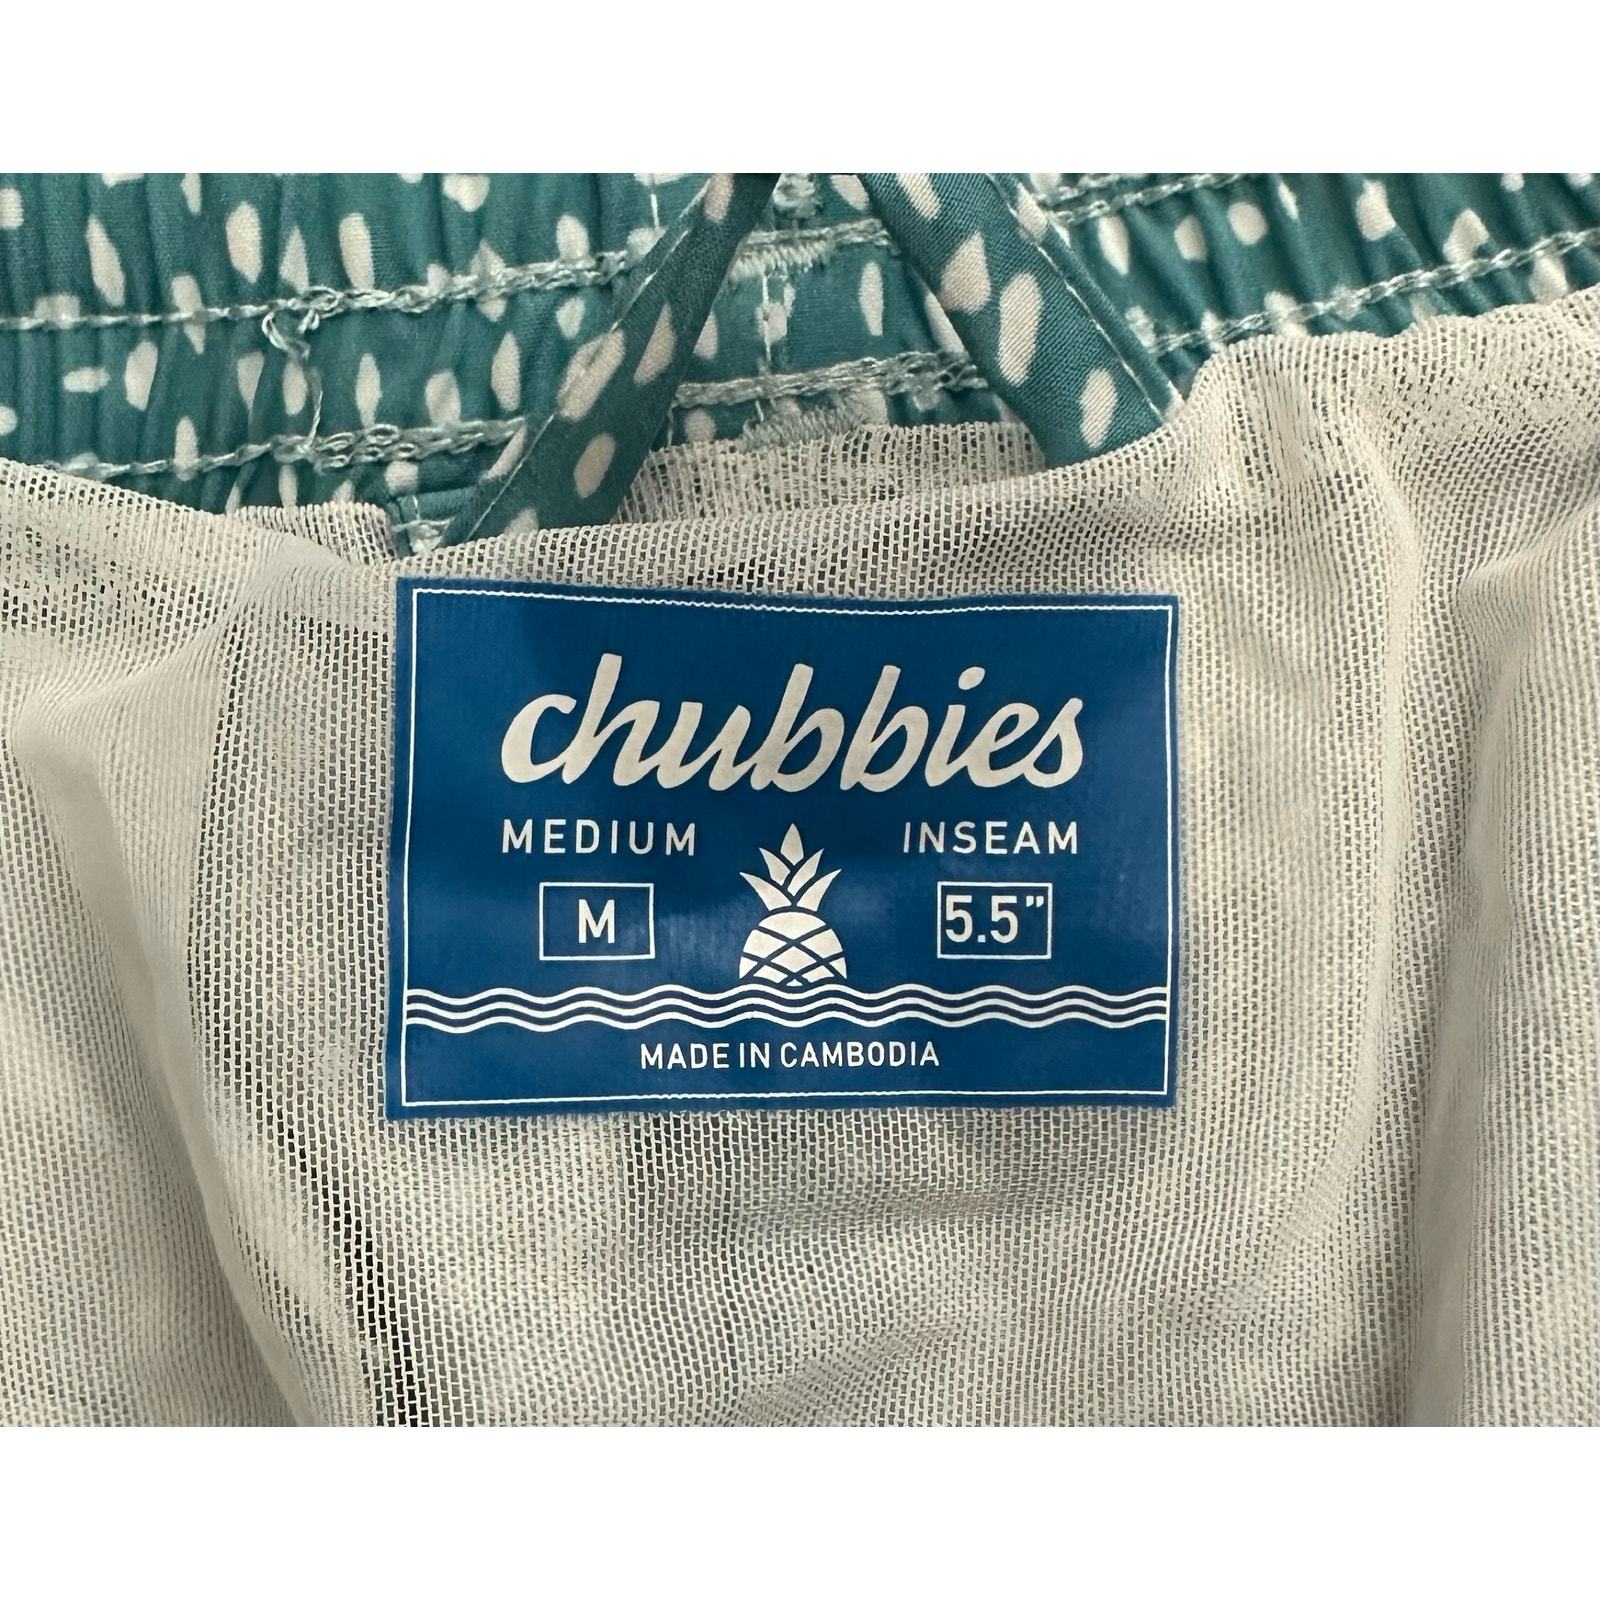 chubbies
MEDIUM INSEAM
M 5.5"
MADE IN CAMBODIA